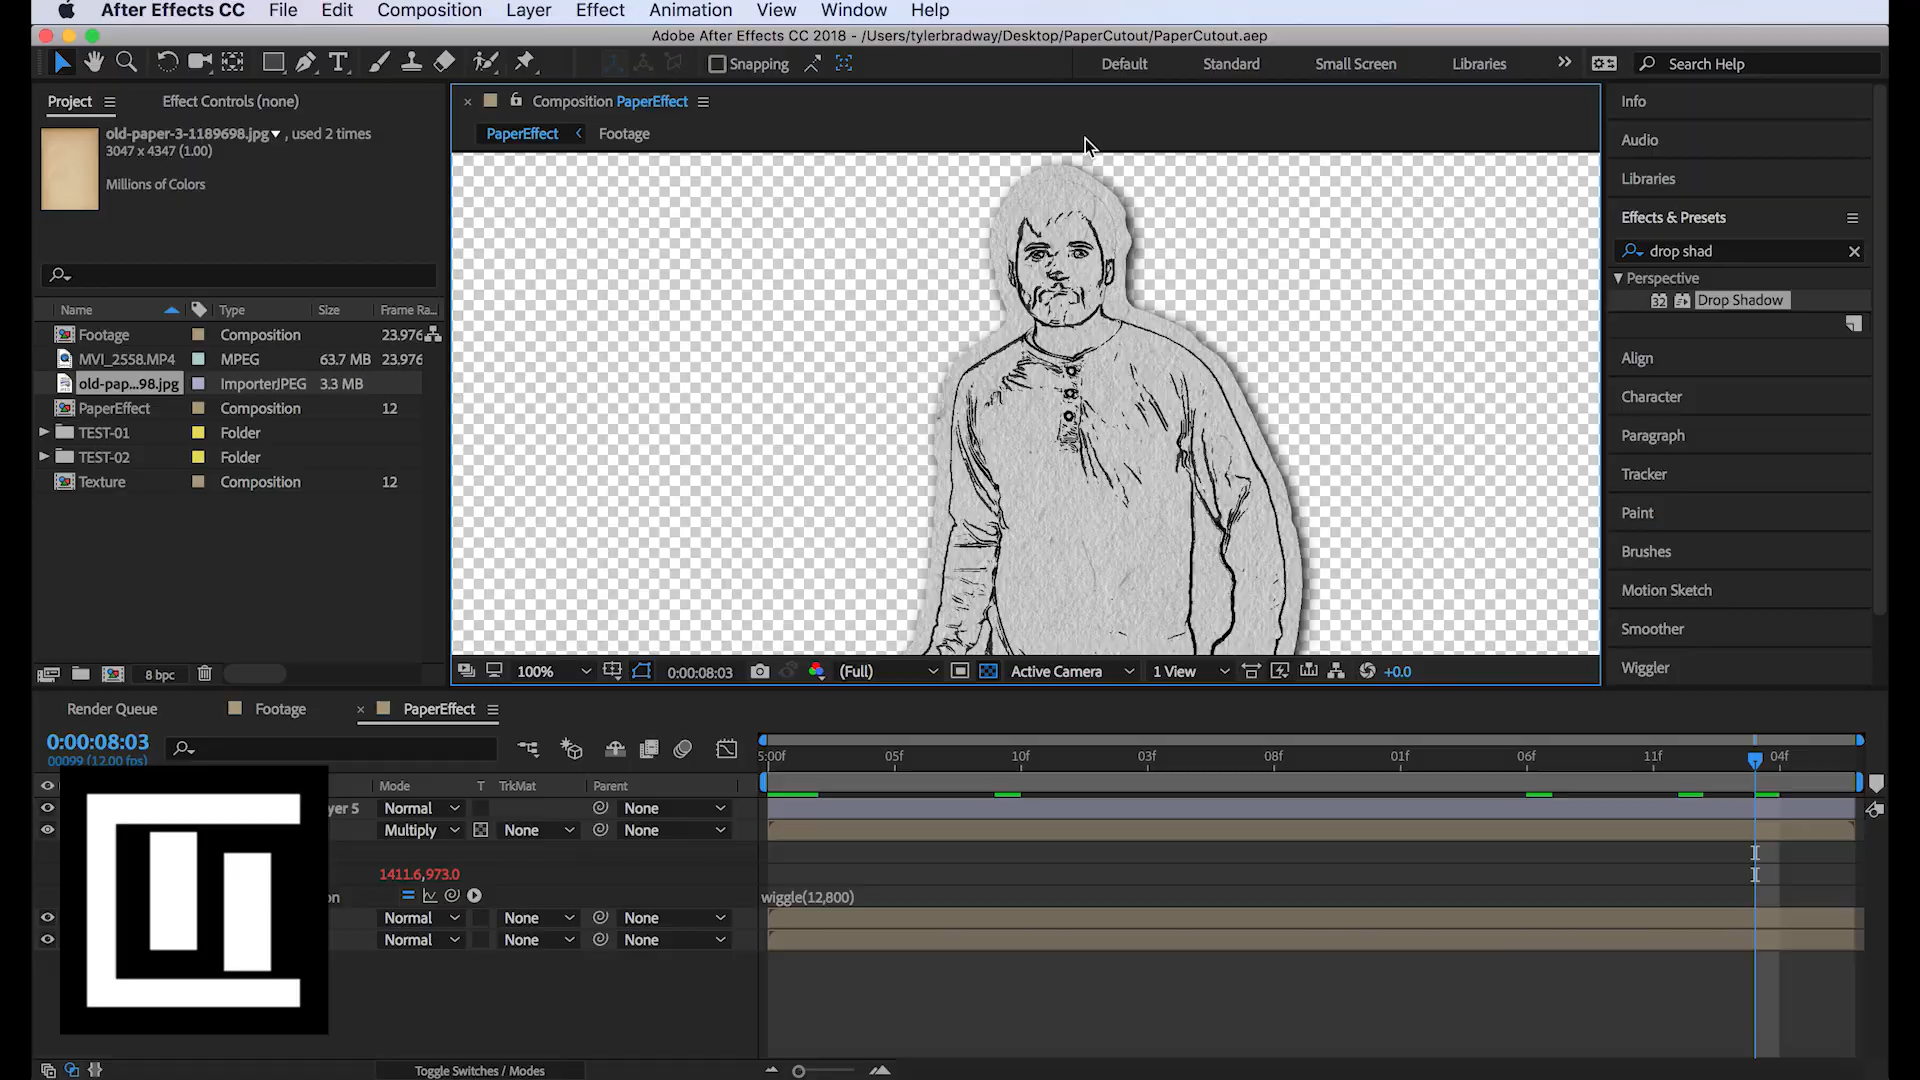 After Effects CC File Edit Composition Layer Effect Animation View Window Help
Adobe After Effects CC 2018 - /Users/tylerbradway/Desktop/PaperCutout/PaperCutout.aep
Snapping Default Standard Small Screen Libraries Search Help
Project Effect Controls (none)
old-paper-3-1189698.jpg , used 2 times
3047 x 4347 (1.00)
Millions of Colors
Name Type Size Frame Ra...
Footage Composition 23.976
MVI_2558.MP4 MPEG 63.7 MB 23.976
old-pap...98.jpg ImporterJPEG 3.3 MB
PaperEffect Composition 12
TEST-01 Folder
TEST-02 Folder
Texture Composition 12
8 bpc
Composition PaperEffect
PaperEffect Footage
100% 0:00:08:03 (Full) Active Camera 1 View +0.0
Info
Audio
Libraries
Effects & Presets
drop shad
Perspective
32 Drop Shadow
Align
Character
Paragraph
Tracker
Paint
Brushes
Motion Sketch
Smoother
Wiggler
Render Queue Footage PaperEffect
0:00:08:03
00099 (12.00 fps)
5:00f 05f 10f 03f 08f 01f 06f 11f 04f
Mode T TrkMat Parent
yer 5 Normal None
Multiply None None
1411.6,973.0
on wiggle(12,800)
Normal None None
Normal None None
Toggle Switches / Modes